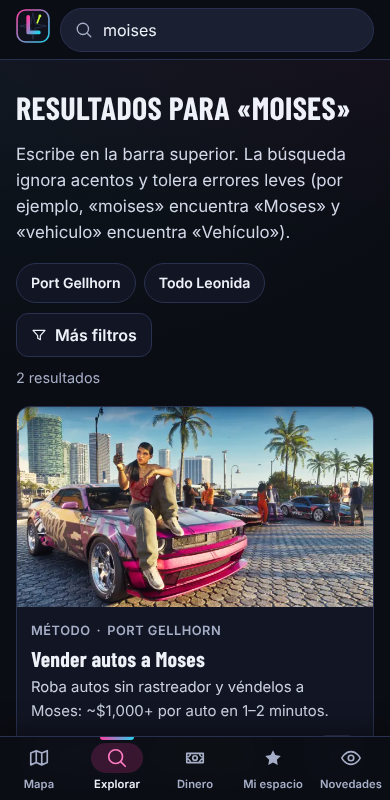 moises
RESULTADOS PARA «MOISES»
Escribe en la barra superior. La búsqueda
ignora acentos y tolera errores leves (por
ejemplo, «moises» encuentra «Moses» y
«vehiculo» encuentra «Vehículo»).
Port Gellhorn
Todo Leonida
Más filtros
2 resultados
MÉTODO · PORT GELLHORN
Vender autos a Moses
Roba autos sin rastreador y véndelos a
Moses: ~$1,000+ por auto en 1–2 minutos.
Mapa
Explorar
Dinero
Mi espacio
Novedades